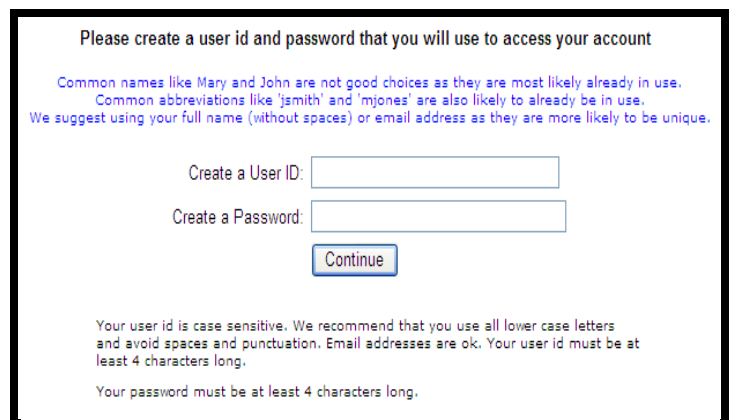 Please create a user id and password that you will use to access your account
Common names like Mary and John are not good choices as they are most likely already in use.
Common abbreviations like 'jsmith' and 'mjones' are also likely to already be in use.
We suggest using your full name (without spaces) or email address as they are more likely to be unique.
Create a User ID:
Create a Password:
Continue
Your user id is case sensitive. We recommend that you use all lower case letters
and avoid spaces and punctuation. Email addresses are ok. Your user id must be at
least 4 characters long.
Your password must be at least 4 characters long.